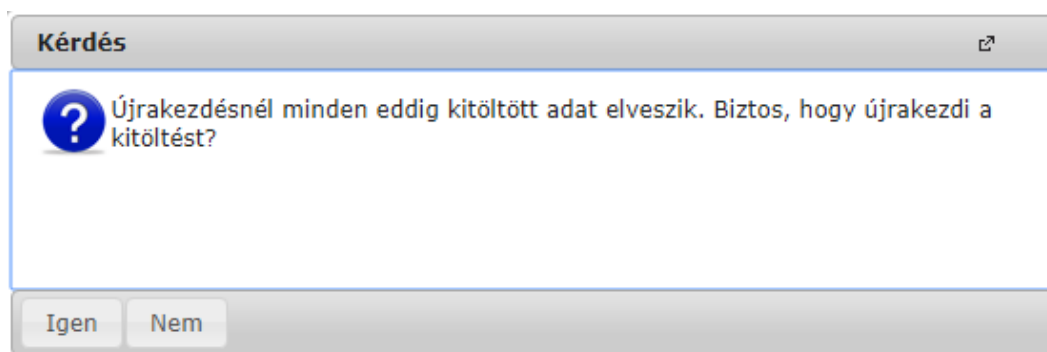 Kérdés
Újrakezdésnél minden eddig kitöltött adat elveszik. Biztos, hogy újrakezdi a
kitöltést?
Igen Nem